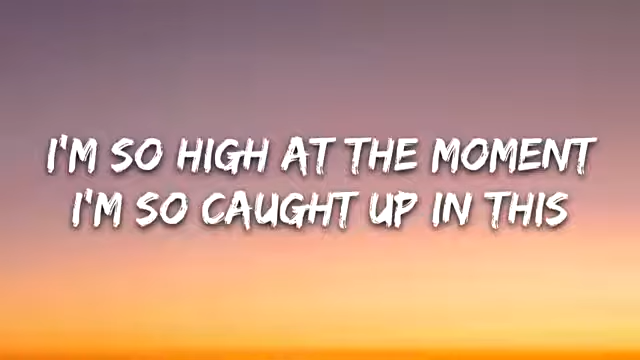 I'M SO HIGH AT THE MOMENT
I'M SO CAUGHT UP IN THIS